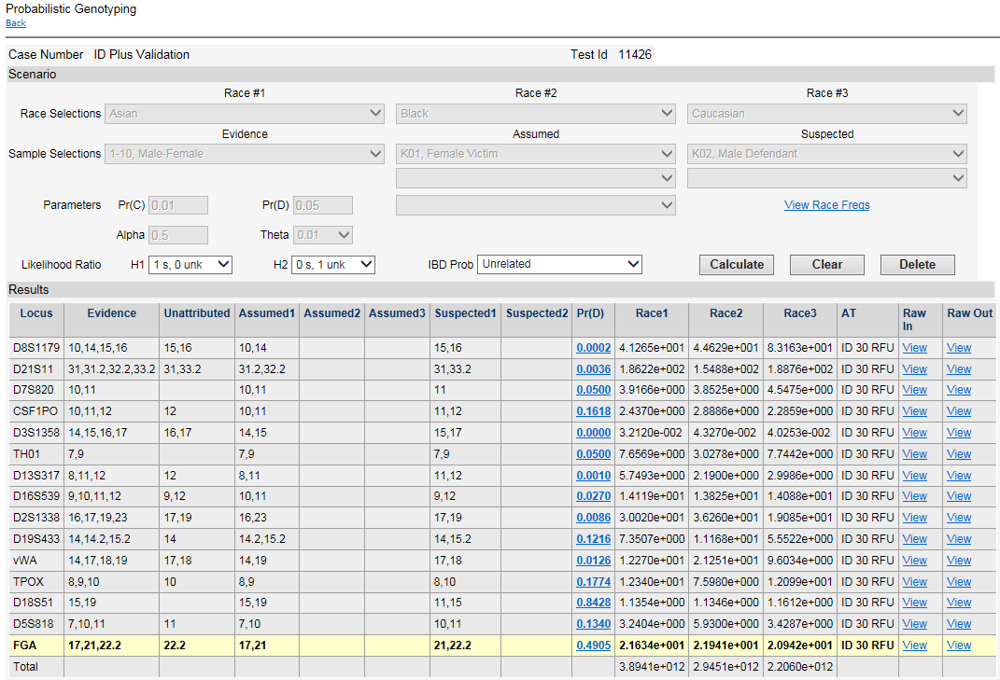 Probabilistic Genotyping
Back
Case Number ID Plus Validation Test Id 11426
Scenario
Race #1 Race #2 Race #3
Race Selections Asian Black Caucasian
Evidence Assumed Suspected
Sample Selections 1-10, Male-Female K01, Female Victim K02, Male Defendant
Parameters Pr(C) 0.01 Pr(D) 0.05 View Race Freqs
Alpha 0.5 Theta 0.01
Likelihood Ratio H1 1 s, 0 unk H2 0 s, 1 unk IBD Prob Unrelated Calculate Clear Delete
Results
Locus Evidence Unattributed Assumed1 Assumed2 Assumed3 Suspected1 Suspected2 Pr(D) Race1 Race2 Race3 AT Raw In Raw Out
D8S1179 10,14,15,16 15,16 10,14 15,16 0.0002 4.1265e+001 4.4629e+001 8.3163e+001 ID 30 RFU View View
D21S11 31,31.2,32.2,33.2 31,33.2 31.2,32.2 31,33.2 0.0036 1.8622e+002 1.5488e+002 1.8876e+002 ID 30 RFU View View
D7S820 10,11 10,11 11 0.0500 3.9166e+000 3.8525e+000 4.5475e+000 ID 30 RFU View View
CSF1PO 10,11,12 12 10,11 11,12 0.1618 2.4370e+000 2.8886e+000 2.2859e+000 ID 30 RFU View View
D3S1358 14,15,16,17 16,17 14,15 15,17 0.0000 3.2120e-002 4.3270e-002 4.0253e-002 ID 30 RFU View View
TH01 7,9 7,9 7,9 0.0500 7.6569e+000 3.0278e+000 7.7442e+000 ID 30 RFU View View
D13S317 8,11,12 12 8,11 11,12 0.0010 5.7493e+000 2.1900e+000 2.9986e+000 ID 30 RFU View View
D16S539 9,10,11,12 9,12 10,11 9,12 0.0270 1.4119e+001 1.3825e+001 1.4088e+001 ID 30 RFU View View
D2S1338 16,17,19,23 17,19 16,23 17,19 0.0086 3.0020e+001 3.6260e+001 1.9085e+001 ID 30 RFU View View
D19S433 14,14.2,15.2 14 14.2,15.2 14,15.2 0.1216 7.3507e+000 1.1168e+001 5.5522e+000 ID 30 RFU View View
vWA 14,17,18,19 17,18 14,19 17,18 0.0126 1.2270e+001 2.1251e+001 9.6034e+000 ID 30 RFU View View
TPOX 8,9,10 10 8,9 8,10 0.1774 1.2340e+001 7.5980e+000 1.2099e+001 ID 30 RFU View View
D18S51 15,19 15,19 11,15 0.8428 1.1354e+000 1.1346e+000 1.1612e+000 ID 30 RFU View View
D5S818 7,10,11 11 7,10 10,11 0.1340 3.2404e+000 5.9300e+000 3.4287e+000 ID 30 RFU View View
FGA 17,21,22.2 22.2 17,21 21,22.2 0.4905 2.1634e+001 2.1941e+001 2.0942e+001 ID 30 RFU View View
Total 3.8941e+012 2.9451e+012 2.2060e+012